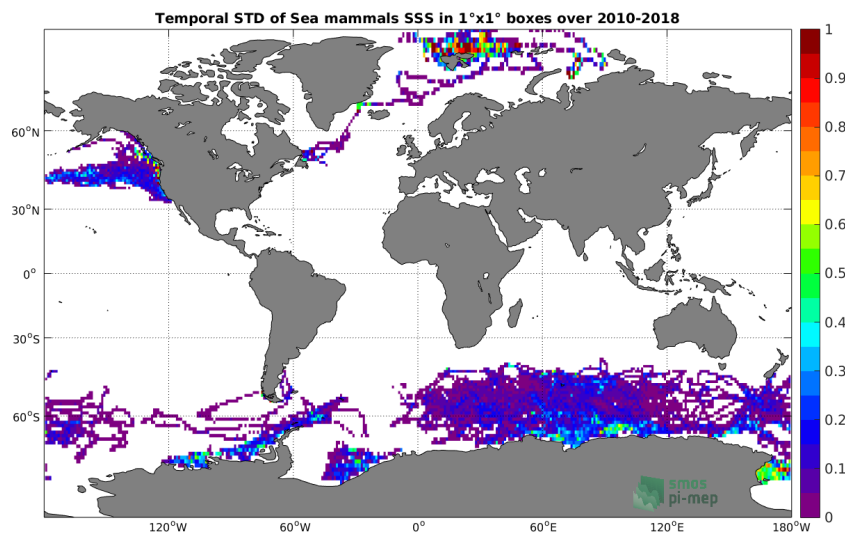 Temporal STD of Sea mammals SSS in 1°x1° boxes over 2010-2018
1
0.9
0.8
0.7
0.6
0.5
0.4
0.3
0.2
0.1
0
60°N
30°N
0°
30°S
60°S
120°W
60°W
0°
60°E
120°E
180°W
smos
pi-mep